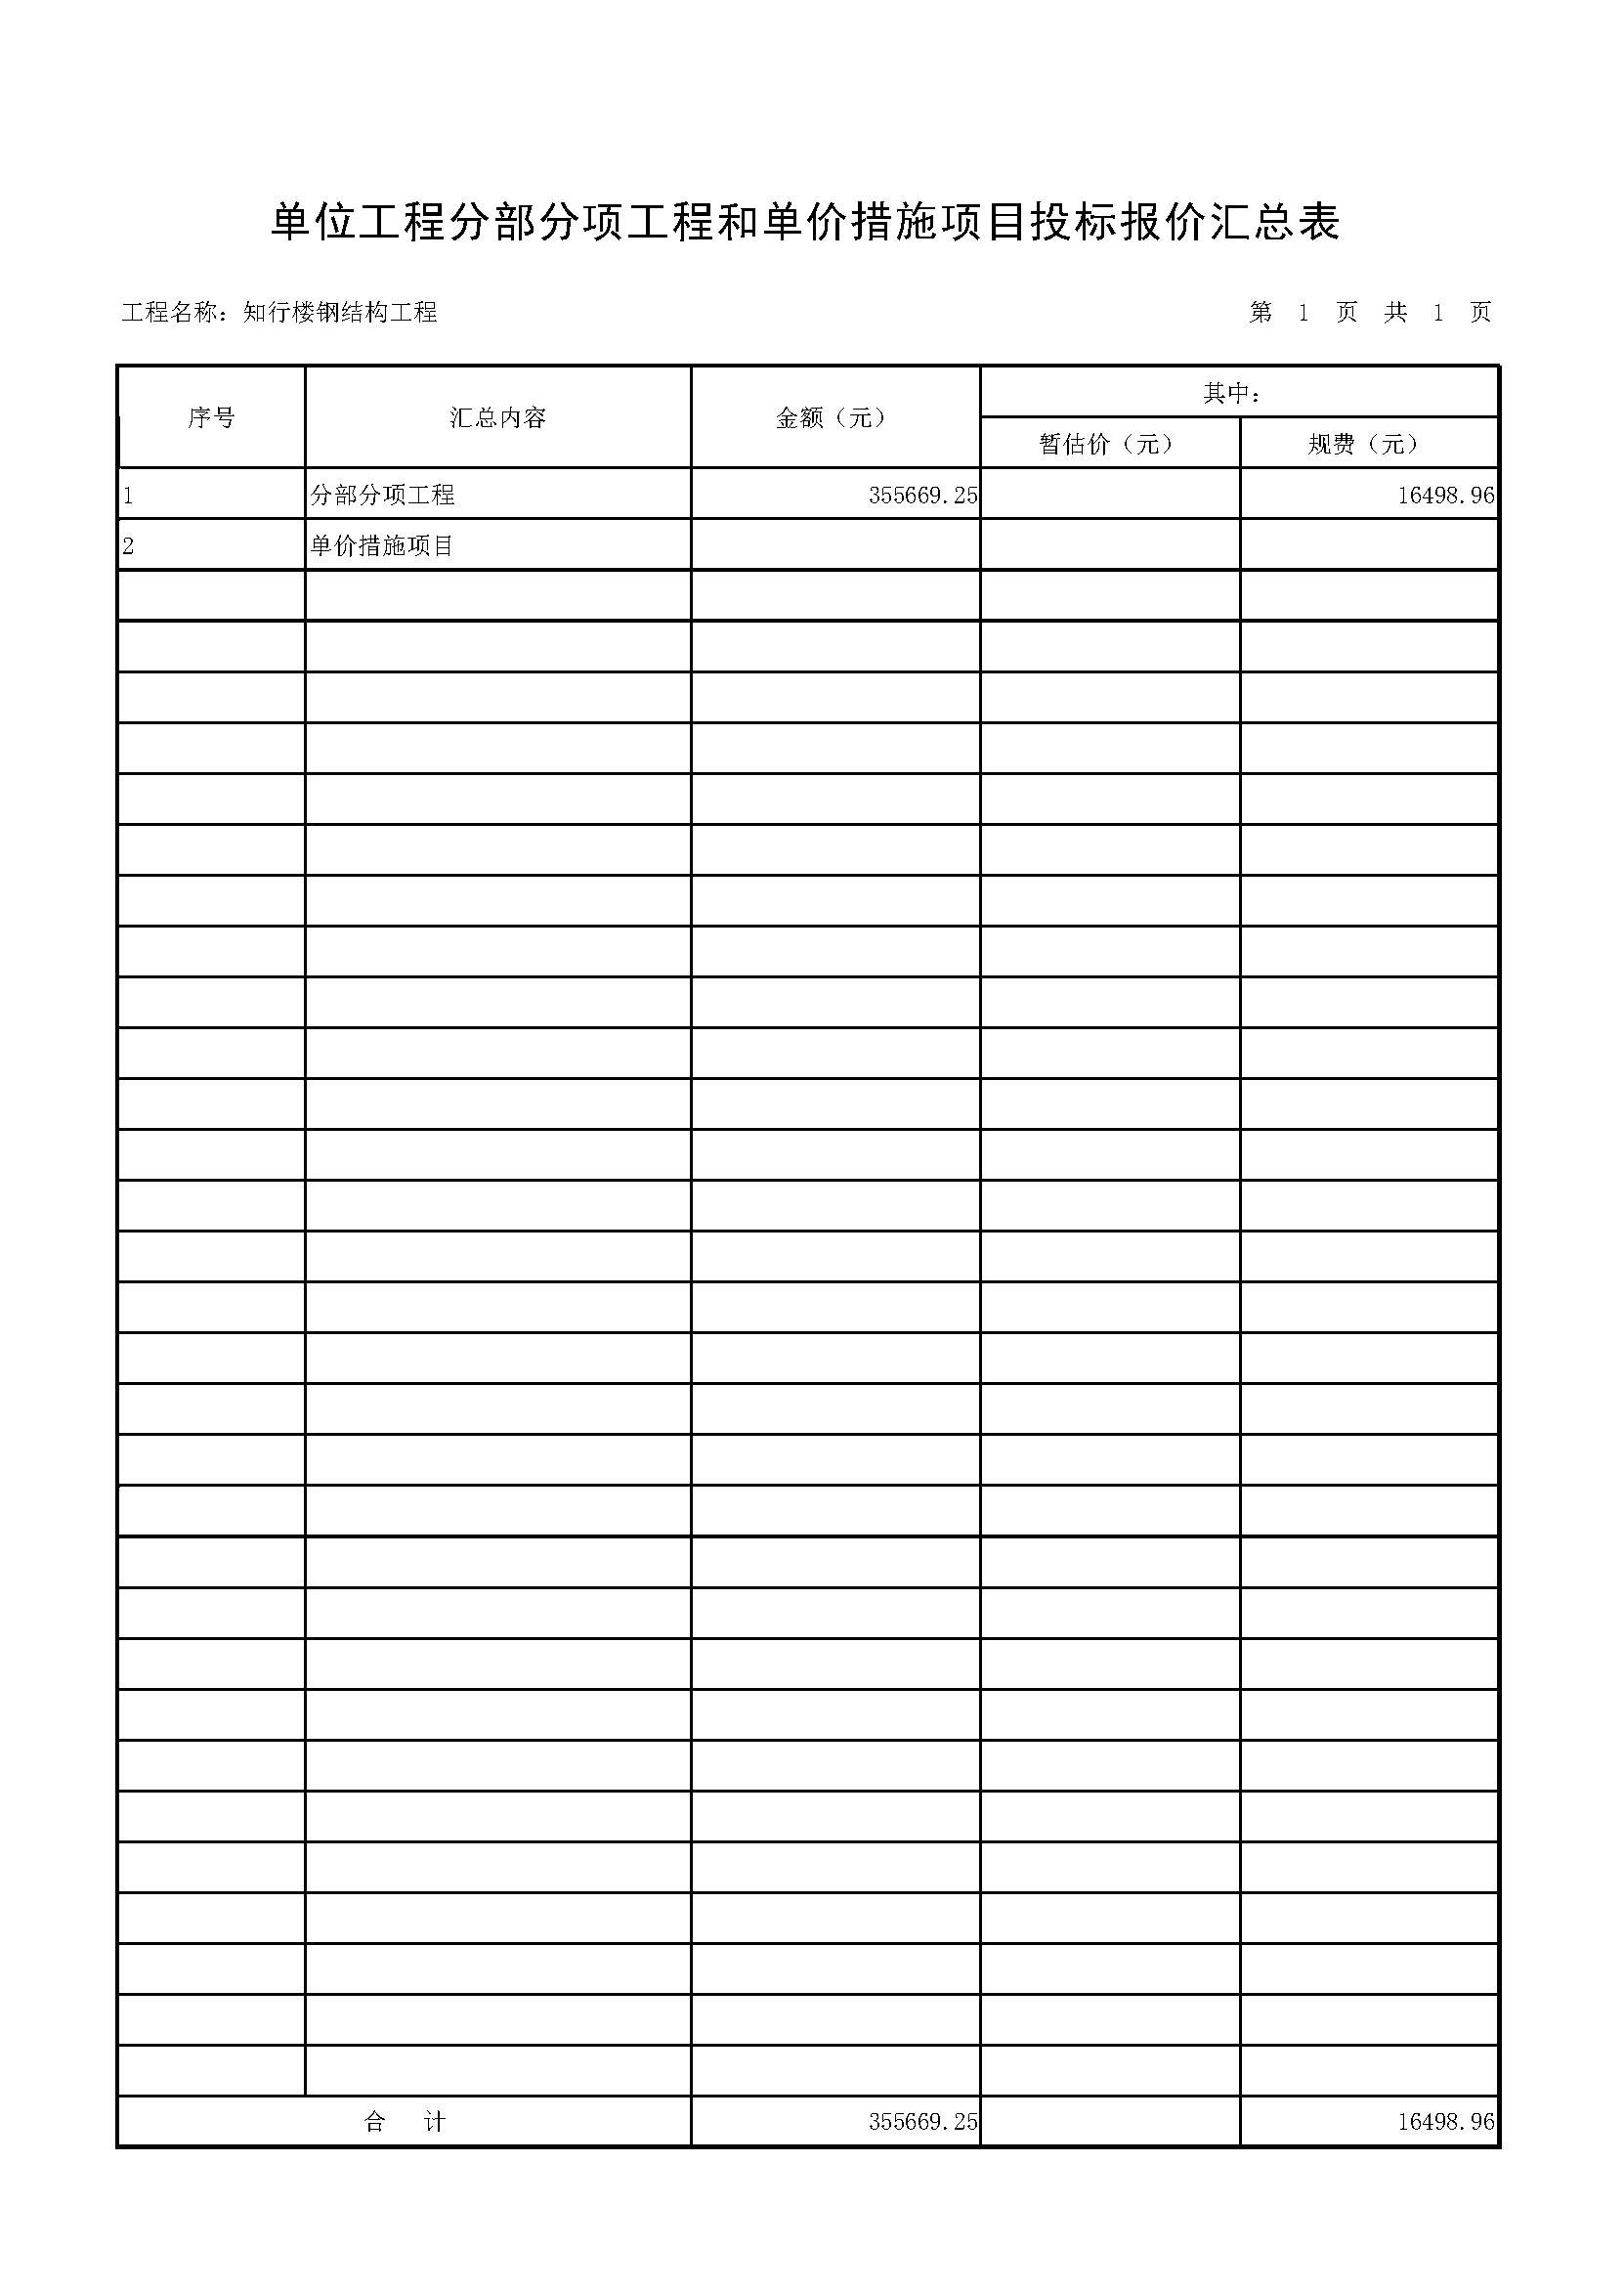 单位工程分部分项工程和单价措施项目投标报价汇总表
工程名称：知行楼钢结构工程 第 1 页 共 1 页
序号 汇总内容 金额（元） 其中：
暂估价（元） 规费（元）
1 分部分项工程 355669.25 16498.96
2 单价措施项目
合 计 355669.25 16498.96